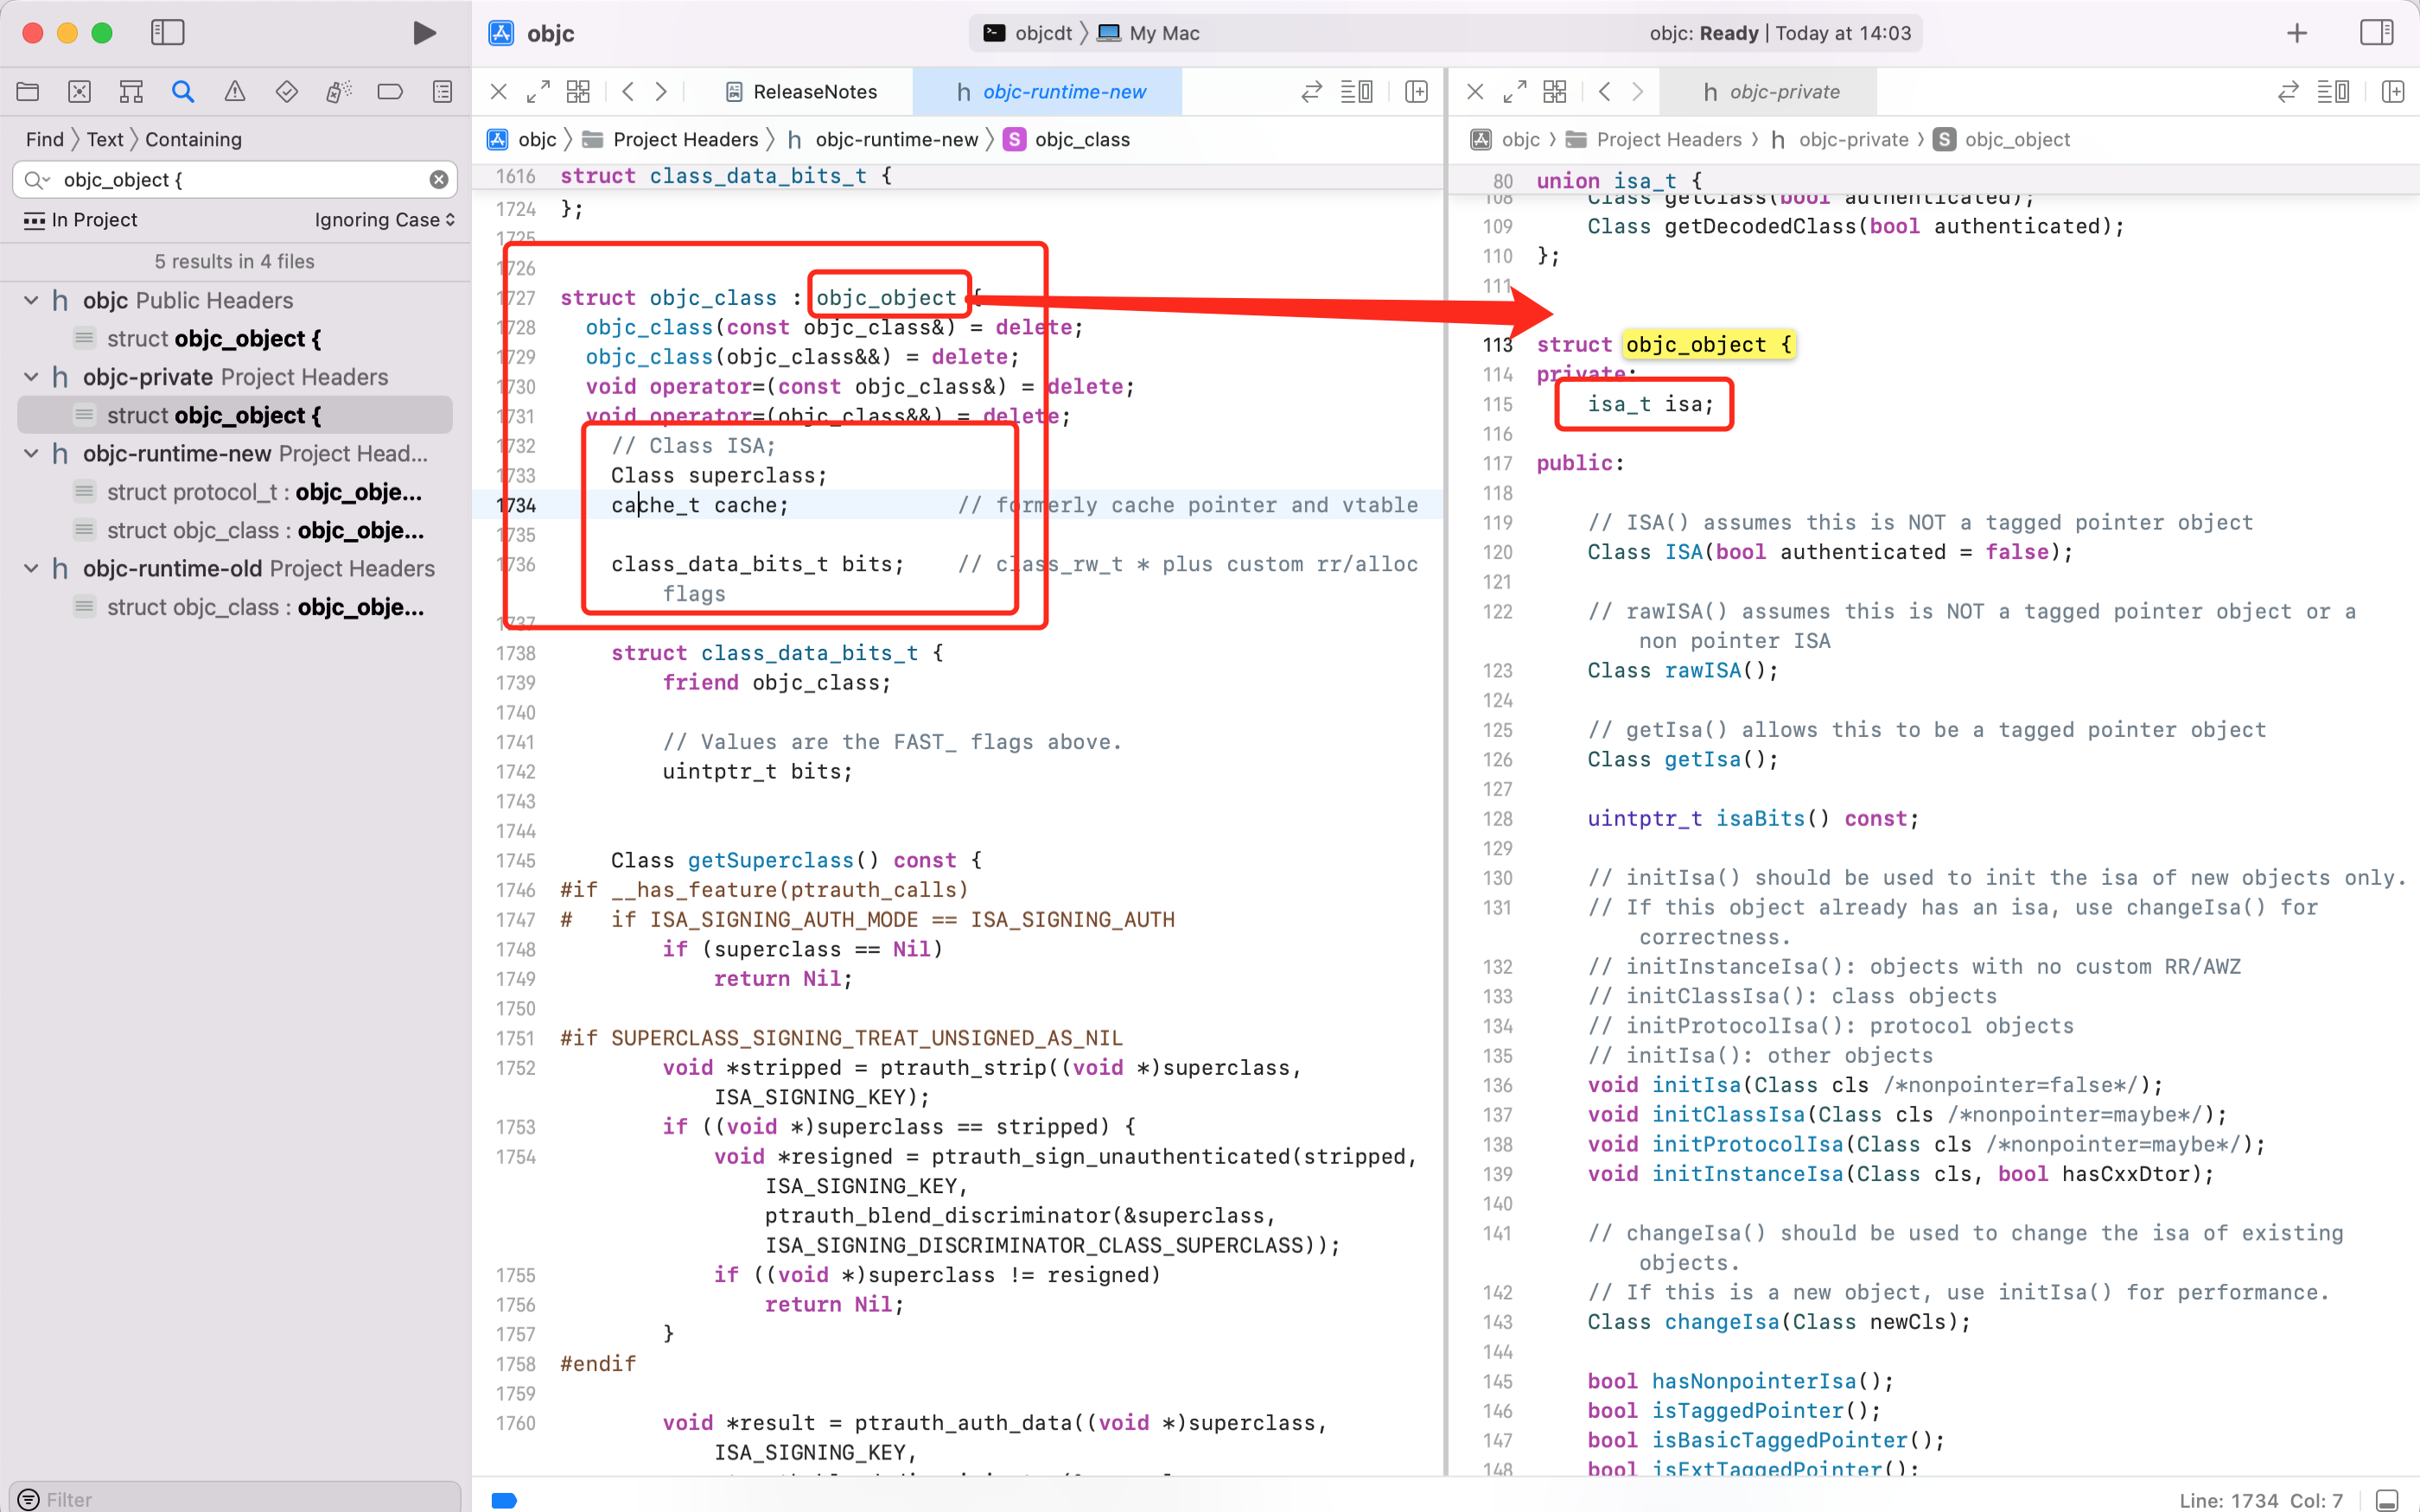 objc
objcdt 〉 My Mac
objc: Ready | Today at 14:03
Find 〉 Text 〉 Containing
objc_object {
In Project
Ignoring Case
5 results in 4 files
objc Public Headers
struct objc_object {
objc-private Project Headers
struct objc_object {
objc-runtime-new Project Head...
struct protocol_t : objc_obje...
struct objc_class : objc_obje...
objc-runtime-old Project Headers
struct objc_class : objc_obje...
Filter
ReleaseNotes
h objc-runtime-new
objc 〉 Project Headers 〉 h objc-runtime-new 〉 S objc_class
1616 struct class_data_bits_t {
1724 };
1725
1726
1727 struct objc_class : objc_object {
1728 objc_class(const objc_class&) = delete;
1729 objc_class(objc_class&&) = delete;
1730 void operator=(const objc_class&) = delete;
1731 void operator=(objc_class&&) = delete;
1732 // Class ISA;
1733 Class superclass;
1734 cache_t cache; // formerly cache pointer and vtable
1735
1736 class_data_bits_t bits; // class_rw_t * plus custom rr/alloc
flags
1737
1738 struct class_data_bits_t {
1739 friend objc_class;
1740
1741 // Values are the FAST_ flags above.
1742 uintptr_t bits;
1743
1744
1745 Class getSuperclass() const {
1746 #if __has_feature(ptrauth_calls)
1747 # if ISA_SIGNING_AUTH_MODE == ISA_SIGNING_AUTH
1748 if (superclass == Nil)
1749 return Nil;
1750
1751 #if SUPERCLASS_SIGNING_TREAT_UNSIGNED_AS_NIL
1752 void *stripped = ptrauth_strip((void *)superclass,
ISA_SIGNING_KEY);
1753 if ((void *)superclass == stripped) {
1754 void *resigned = ptrauth_sign_unauthenticated(stripped,
ISA_SIGNING_KEY,
ptrauth_blend_discriminator(&superclass,
ISA_SIGNING_DISCRIMINATOR_CLASS_SUPERCLASS));
1755 if ((void *)superclass != resigned)
1756 return Nil;
1757 }
1758 #endif
1759
1760 void *result = ptrauth_auth_data((void *)superclass,
ISA_SIGNING_KEY,
h objc-private
objc 〉 Project Headers 〉 h objc-private 〉 S objc_object
80 union isa_t {
108 Class getClass(bool authenticated);
109 Class getDecodedClass(bool authenticated);
110 };
111
113 struct objc_object {
114 private:
115 isa_t isa;
116
117 public:
118
119 // ISA() assumes this is NOT a tagged pointer object
120 Class ISA(bool authenticated = false);
121
122 // rawISA() assumes this is NOT a tagged pointer object or a
non pointer ISA
123 Class rawISA();
124
125 // getIsa() allows this to be a tagged pointer object
126 Class getIsa();
127
128 uintptr_t isaBits() const;
129
130 // initIsa() should be used to init the isa of new objects only.
131 // If this object already has an isa, use changeIsa() for
correctness.
132 // initInstanceIsa(): objects with no custom RR/AWZ
133 // initClassIsa(): class objects
134 // initProtocolIsa(): protocol objects
135 // initIsa(): other objects
136 void initIsa(Class cls /*nonpointer=false*/);
137 void initClassIsa(Class cls /*nonpointer=maybe*/);
138 void initProtocolIsa(Class cls /*nonpointer=maybe*/);
139 void initInstanceIsa(Class cls, bool hasCxxDtor);
140
141 // changeIsa() should be used to change the isa of existing
objects.
142 // If this is a new object, use initIsa() for performance.
143 Class changeIsa(Class newCls);
144
145 bool hasNonpointerIsa();
146 bool isTaggedPointer();
147 bool isBasicTaggedPointer();
148 bool isExtTaggedPointer();
Line: 1734 Col: 7